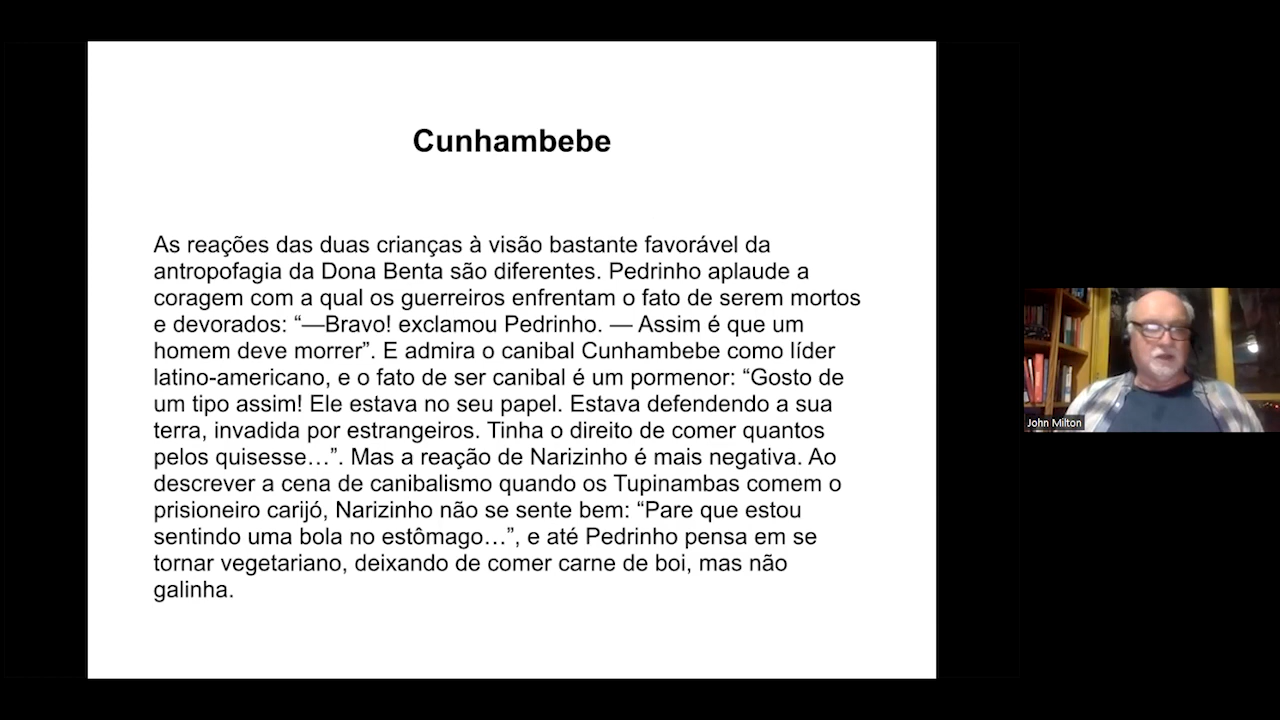 Cunhambebe
As reações das duas crianças à visão bastante favorável da
antropofagia da Dona Benta são diferentes. Pedrinho aplaude a
coragem com a qual os guerreiros enfrentam o fato de serem mortos
e devorados: “—Bravo! exclamou Pedrinho. — Assim é que um
homem deve morrer”. E admira o canibal Cunhambebe como líder
latino-americano, e o fato de ser canibal é um pormenor: “Gosto de
um tipo assim! Ele estava no seu papel. Estava defendendo a sua
terra, invadida por estrangeiros. Tinha o direito de comer quantos
pelos quisesse…”. Mas a reação de Narizinho é mais negativa. Ao
descrever a cena de canibalismo quando os Tupinambas comem o
prisioneiro carijó, Narizinho não se sente bem: “Pare que estou
sentindo uma bola no estômago…”, e até Pedrinho pensa em se
tornar vegetariano, deixando de comer carne de boi, mas não
galinha.
John Milton